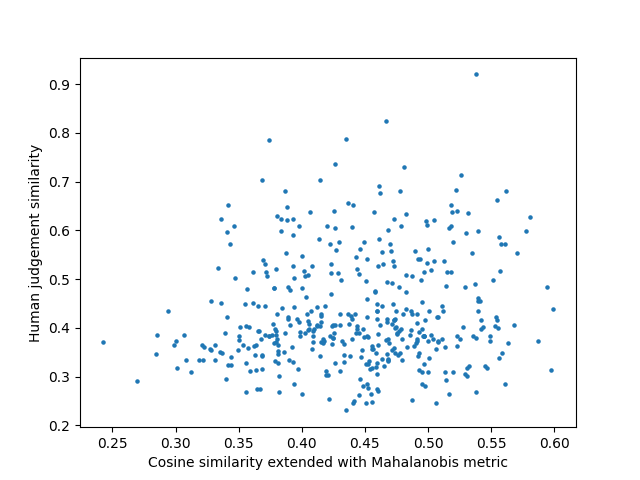 0.9
0.8
0.7
0.6
0.5
0.4
0.3
0.2
Human judgement similarity
0.25 0.30 0.35 0.40 0.45 0.50 0.55 0.60
Cosine similarity extended with Mahalanobis metric